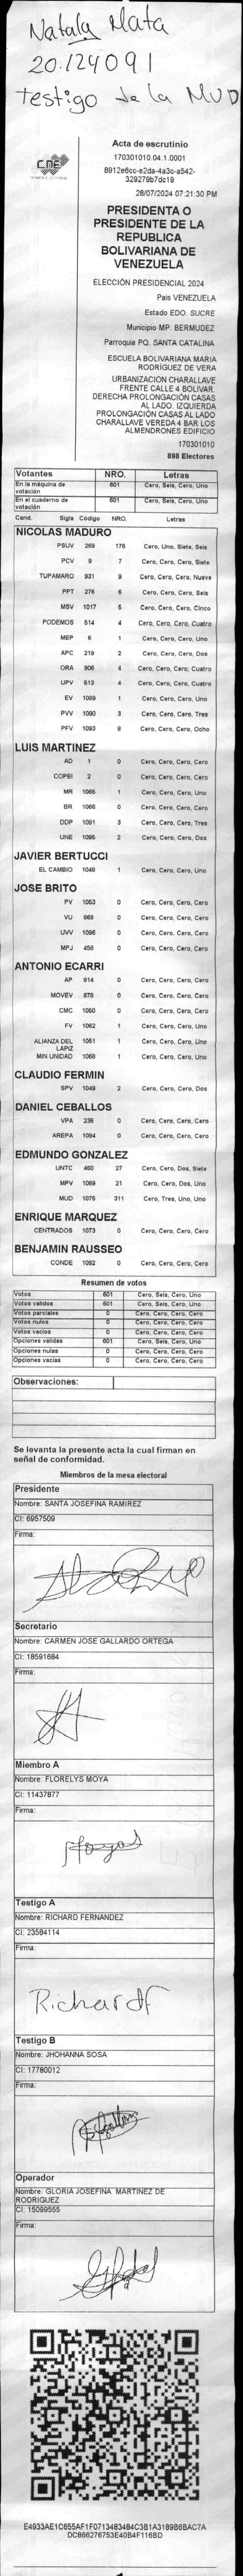 Natalg Mata
20.124091
Testigo de la MUD
CNE
Acta de escrutinio
170301010.04.1.0001
8912e6cc-e2da-4a3c-a542-
329279b7dc19
28/07/2024 07:21:30 PM
PRESIDENTA O
PRESIDENTE DE LA
REPUBLICA
BOLIVARIANA DE
VENEZUELA
ELECCIÓN PRESIDENCIAL 2024
Pais VENEZUELA
Estado EDO. SUCRE
Municipio MP. BERMUDEZ
Parroquia PQ. SANTA CATALINA
ESCUELA BOLIVARIANA MARIA
RODRÍGUEZ DE VERA
URBANIZACION CHARALLAVE
FRENTE CALLE 4 BOLIVAR.
DERECHA PROLONGACIÓN CASAS
AL LADO. IZQUIERDA
PROLONGACIÓN CASAS AL LADO
CHARALLAVE VEREDA 4 BAR LOS
ALMENDRONES EDIFICIO
170301010
898 Electores
Votantes NRO. Letras
En la máquina de votación 601 Cero, Seis, Cero, Uno
En el cuaderno de votación 601 Cero, Seis, Cero, Uno
Cand. Sigla Código NRO. Letras
NICOLAS MADURO
PSUV 269 176 Cero, Uno, Siete, Seis
PCV 9 7 Cero, Cero, Cero, Siete
TUPAMARO 931 9 Cero, Cero, Cero, Nueve
PPT 276 6 Cero, Cero, Cero, Seis
MSV 1017 5 Cero, Cero, Cero, Cinco
PODEMOS 514 4 Cero, Cero, Cero, Cuatro
MEP 6 1 Cero, Cero, Cero, Uno
APC 219 2 Cero, Cero, Cero, Dos
ORA 906 4 Cero, Cero, Cero, Cuatro
UPV 513 4 Cero, Cero, Cero, Cuatro
EV 1089 1 Cero, Cero, Cero, Uno
PVV 1090 3 Cero, Cero, Cero, Tres
PFV 1093 8 Cero, Cero, Cero, Ocho
LUIS MARTINEZ
AD 1 0 Cero, Cero, Cero, Cero
COPEI 2 0 Cero, Cero, Cero, Cero
MR 1065 1 Cero, Cero, Cero, Uno
BR 1066 0 Cero, Cero, Cero, Cero
DDP 1091 3 Cero, Cero, Cero, Tres
UNE 1095 2 Cero, Cero, Cero, Dos
JAVIER BERTUCCI
EL CAMBIO 1048 1 Cero, Cero, Cero, Uno
JOSE BRITO
PV 1053 0 Cero, Cero, Cero, Cero
VU 968 0 Cero, Cero, Cero, Cero
UVV 1096 0 Cero, Cero, Cero, Cero
MPJ 456 0 Cero, Cero, Cero, Cero
ANTONIO ECARRI
AP 814 0 Cero, Cero, Cero, Cero
MOVEV 878 0 Cero, Cero, Cero, Cero
CMC 1050 0 Cero, Cero, Cero, Cero
FV 1062 1 Cero, Cero, Cero, Uno
ALIANZA DEL LAPIZ 1051 1 Cero, Cero, Cero, Uno
MIN UNIDAD 1068 1 Cero, Cero, Cero, Uno
CLAUDIO FERMIN
SPV 1049 2 Cero, Cero, Cero, Dos
DANIEL CEBALLOS
VPA 236 0 Cero, Cero, Cero, Cero
AREPA 1094 0 Cero, Cero, Cero, Cero
EDMUNDO GONZALEZ
UNTC 460 27 Cero, Cero, Dos, Siete
MPV 1069 21 Cero, Cero, Dos, Uno
MUD 1075 311 Cero, Tres, Uno, Uno
ENRIQUE MARQUEZ
CENTRADOS 1073 0 Cero, Cero, Cero, Cero
BENJAMIN RAUSSEO
CONDE 1092 0 Cero, Cero, Cero, Cero
Resumen de votos
Votos 601 Cero, Seis, Cero, Uno
Votos válidos 601 Cero, Seis, Cero, Uno
Votos parciales 0 Cero, Cero, Cero, Cero
Votos nulos 0 Cero, Cero, Cero, Cero
Votos vacíos 0 Cero, Cero, Cero, Cero
Opciones validas 601 Cero, Seis, Cero, Uno
Opciones nulas 0 Cero, Cero, Cero, Cero
Opciones vacías 0 Cero, Cero, Cero, Cero
Observaciones:
Se levanta la presente acta la cual firman en
señal de conformidad.
Miembros de la mesa electoral
Presidente
Nombre: SANTA JOSEFINA RAMIREZ
CI: 6957509
Firma:
Secretario
Nombre: CARMEN JOSE GALLARDO ORTEGA
CI: 18591684
Firma:
Miembro A
Nombre: FLORELYS MOYA
CI: 11437877
Firma:
Testigo A
Nombre: RICHARD FERNANDEZ
CI: 23584114
Firma:
Richard f
Testigo B
Nombre: JHOHANNA SOSA
CI: 17780012
Firma:
Operador
Nombre: GLORIA JOSEFINA MARTINEZ DE
RODRIGUEZ
CI: 15099555
Firma:
E4933AE1C655AF1F0713483484C3B1A3189B6BAC7A
DC866276753E40B4F116BD